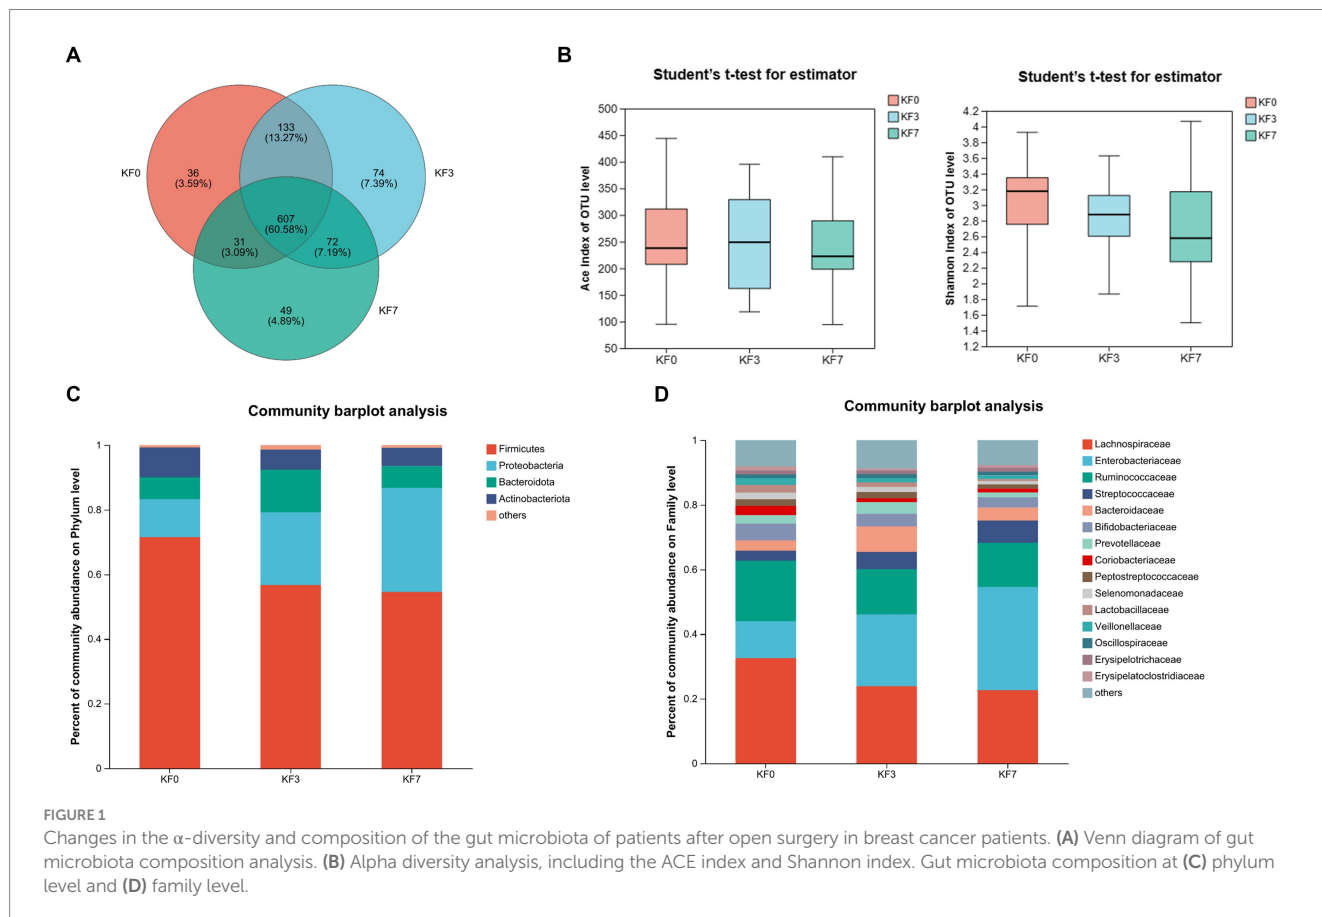 A
133
(13.27%)
KF0
36
(3.59%)
74
(7.39%)
KF3
607
(60.58%)
31
(3.09%)
72
(7.19%)
KF7
49
(4.89%)
B
Student's t-test for estimator
KF0
KF3
KF7
Ace Index of OTU level
500
450
400
350
300
250
200
150
100
50
KF0
KF3
KF7
Student's t-test for estimator
KF0
KF3
KF7
Shannon Index of OTU level
4.2
4
3.8
3.6
3.4
3.2
3
2.8
2.6
2.4
2.2
2
1.8
1.6
1.4
1.2
KF0
KF3
KF7
C
Community barplot analysis
Percent of community abundance on Phylum level
1
0.8
0.6
0.4
0.2
0
KF0
KF3
KF7
Firmicutes
Proteobacteria
Bacteroidota
Actinobacteriota
others
D
Community barplot analysis
Percent of community abundance on Family level
1
0.8
0.6
0.4
0.2
0
KF0
KF3
KF7
Lachnospiraceae
Enterobacteriaceae
Ruminococcaceae
Streptococcaceae
Bacteroidaceae
Bifidobacteriaceae
Prevotellaceae
Coriobacteriaceae
Peptostreptococcaceae
Selenomonadaceae
Lactobacillaceae
Veillonellaceae
Oscillospiraceae
Erysipelotrichaceae
Erysipelatoclostridiaceae
others
FIGURE 1
Changes in the α-diversity and composition of the gut microbiota of patients after open surgery in breast cancer patients. (A) Venn diagram of gut
microbiota composition analysis. (B) Alpha diversity analysis, including the ACE index and Shannon index. Gut microbiota composition at (C) phylum
level and (D) family level.